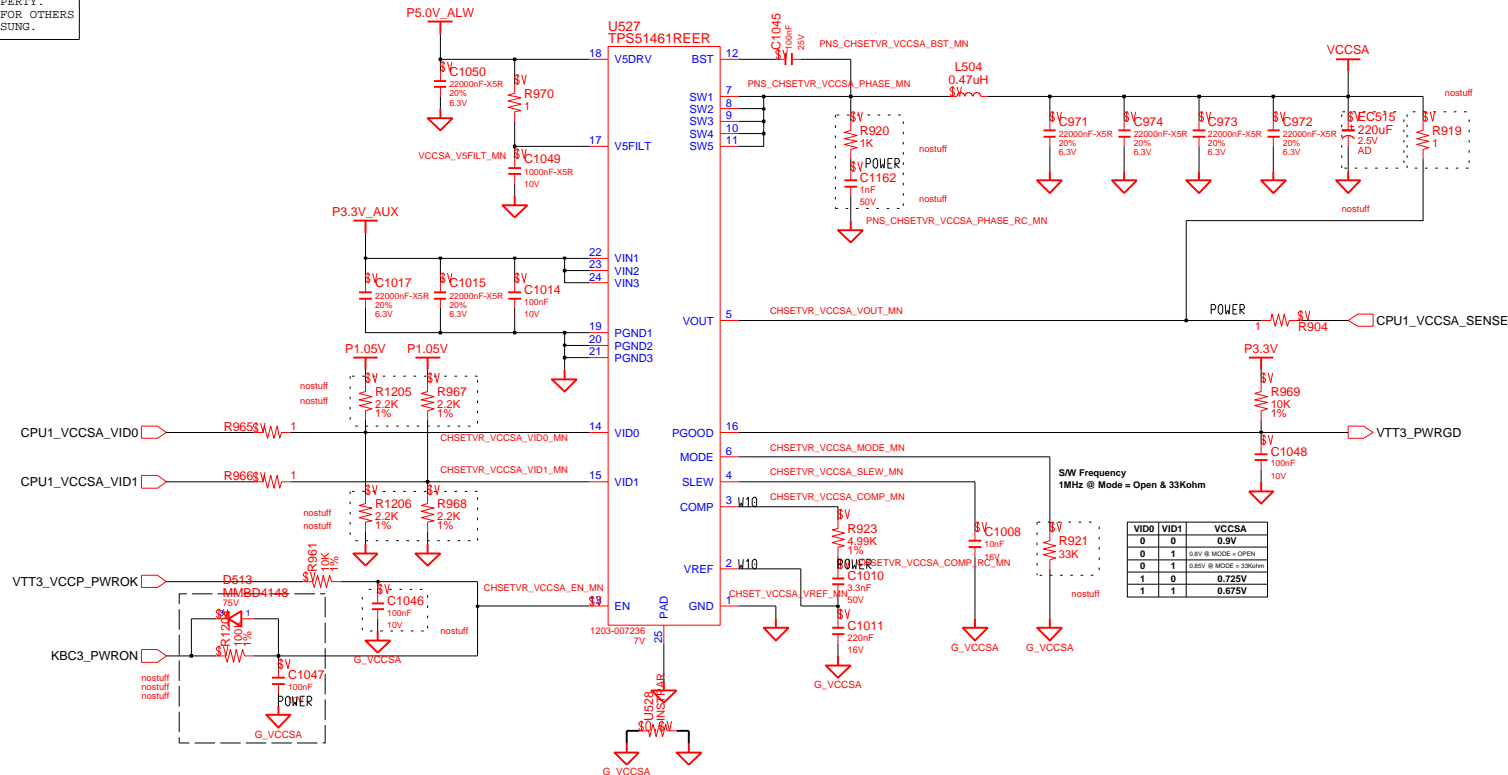 PERTY.
FOR OTHERS
SUNG.
P5.0V_ALW
U527
TPS51461REER
18 V5DRV
BST 12
C1045
100nF
25V
PNS_CHSETVR_VCCSA_BST_MN
$V
C1050
22000nF-X5R
20%
6.3V
$V
R970
1
17 V5FILT
VCCSA_V5FILT_MN
$V
C1049
1000nF-X5R
10V
PNS_CHSETVR_VCCSA_PHASE_MN
SW1 7
SW2 8
SW3 9
SW4 10
SW5 11
L504
0.47uH
$V
VCCSA
nostuff
$V
R920
1K
nostuff
POWER
$V
C1162
1nF
50V
nostuff
PNS_CHSETVR_VCCSA_PHASE_RC_MN
$V
C971
22000nF-X5R
20%
6.3V
$V
C974
22000nF-X5R
20%
6.3V
$V
C973
22000nF-X5R
20%
6.3V
$V
C972
22000nF-X5R
20%
6.3V
$V
EC515
220uF
2.5V
AD
$V
R919
1
nostuff
P3.3V_AUX
22 VIN1
23 VIN2
24 VIN3
$V
C1017
22000nF-X5R
20%
6.3V
$V
C1015
22000nF-X5R
20%
6.3V
$V
C1014
100nF
10V
19 PGND1
20 PGND2
21 PGND3
VOUT 5
CHSETVR_VCCSA_VOUT_MN
POWER
1
$V
R904
CPU1_VCCSA_SENSE
P1.05V
P1.05V
nostuff
nostuff
$V
R1205
2.2K
1%
$V
R967
2.2K
1%
CPU1_VCCSA_VID0
R965
$V
1
14 VID0
CHSETVR_VCCSA_VID0_MN
CPU1_VCCSA_VID1
R966
$V
1
15 VID1
CHSETVR_VCCSA_VID1_MN
nostuff
nostuff
$V
R1206
2.2K
1%
$V
R968
2.2K
1%
P3.3V
$V
R969
10K
1%
PGOOD 16
VTT3_PWRGD
$V
C1048
100nF
10V
MODE 6
CHSETVR_VCCSA_MODE_MN
SLEW 4
CHSETVR_VCCSA_SLEW_MN
COMP 3
W10
CHSETVR_VCCSA_COMP_MN
S/W Frequency
1MHz @ Mode = Open & 33Kohm
$V
R923
4.99K
1%
CHSETVR_VCCSA_COMP_RC_MN
POWER
$V
C1010
3.3nF
50V
VREF 2
W10
CHSET_VCCSA_VREF_MN
$V
C1011
220nF
16V
G_VCCSA
GND 1
$V
C1008
10nF
16V
G_VCCSA
$V
R921
33K
nostuff
G_VCCSA
VID0 VID1 VCCSA
0 0 0.9V
0 1 0.8V @ MODE = OPEN
0 1 0.85V @ MODE = 33Kohm
1 0 0.725V
1 1 0.675V
VTT3_VCCP_PWROK
$V
R961
10K
1%
CHSETVR_VCCSA_EN_MN
13 EN
$V
$V
C1046
100nF
10V
nostuff
G_VCCSA
D513
MMBD4148
75V
1
KBC3_PWRON
$V
100K
1%
nostuff
nostuff
nostuff
$V
C1047
100nF
POWER
G_VCCSA
PAD
25
1203-007236
7V
U528
INSTPAR
G_VCCSA